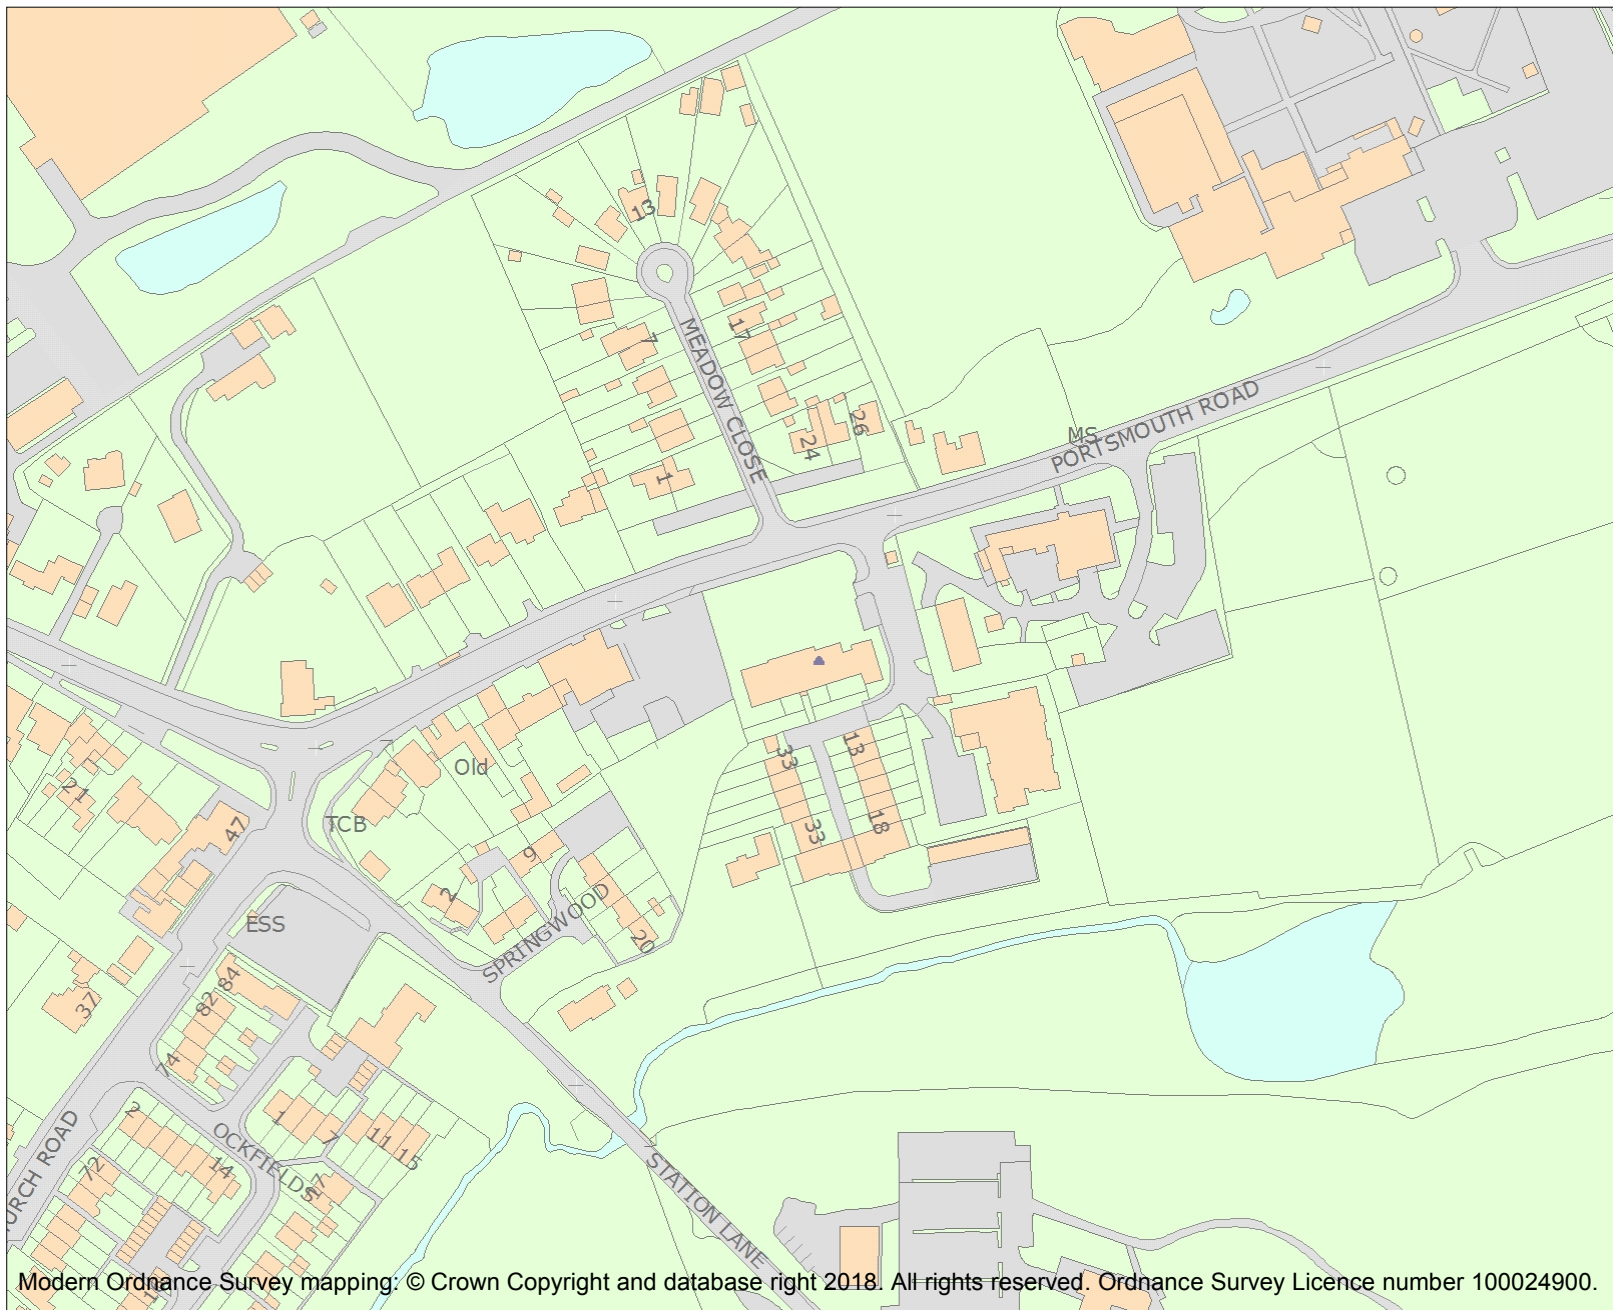 13
17
7
MEADOW CLOSE
26
24
MS
PORTSMOUTH ROAD
1
Old
33
13
21
47
TCB
33
18
9
2
ESS
SPRINGWOOD
20
84
82
37
74
2
1
7
11
15
OCKFIELDS
14
17
72
URCH ROAD
STATION LANE
Modern Ordnance Survey mapping: © Crown Copyright and database right 2018. All rights reserved. Ordnance Survey Licence number 100024900.